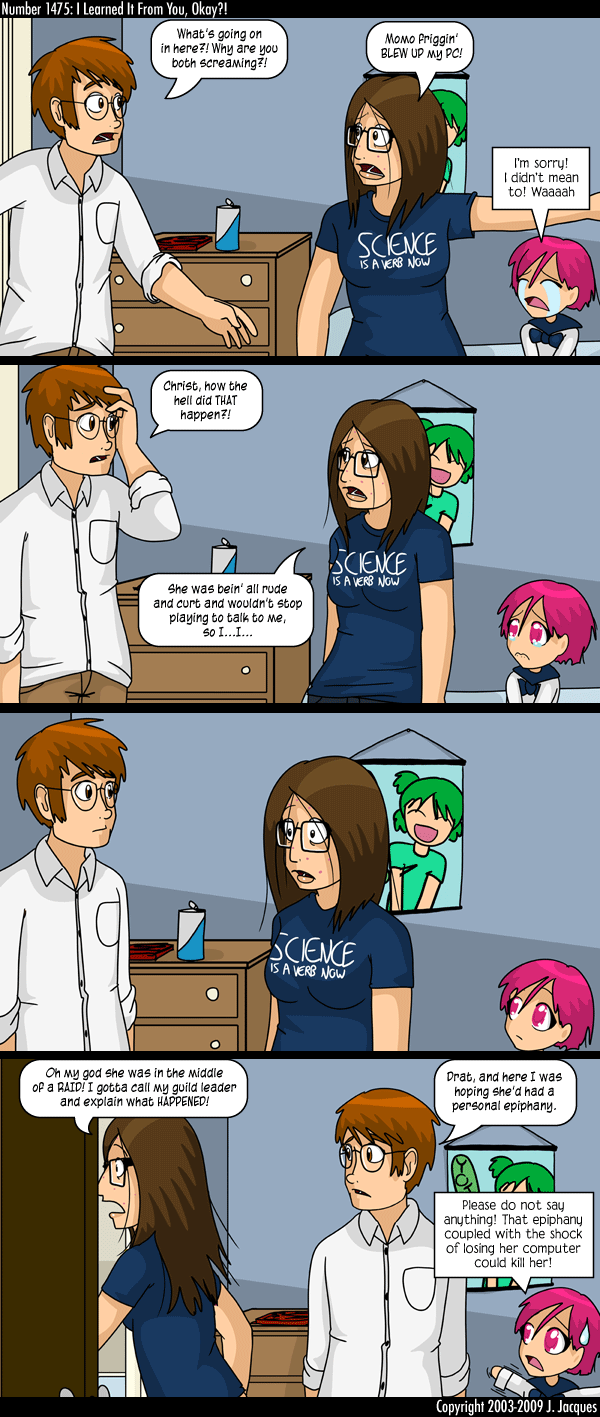 Number 1475: I Learned It From You, Okay?!
What's going on
in here?! Why are you
both screaming?!
Momo friggin'
BLEW UP my PC!
I'm sorry!
I didn't mean
to! Waaaah
SCIENCE
IS A VERB NOW
Christ, how the
hell did THAT
happen?!
She was bein' all rude
and curt and wouldn't stop
playing to talk to me,
so I...I...
SCIENCE
IS A VERB NOW
SCIENCE
IS A VERB NOW
Oh my god she was in the middle
of a RAID! I gotta call my guild leader
and explain what HAPPENED!
Drat, and here I was
hoping she'd had a
personal epiphany.
Please do not say
anything! That epiphany
coupled with the shock
of losing her computer
could kill her!
Copyright 2003-2009 J. Jacques